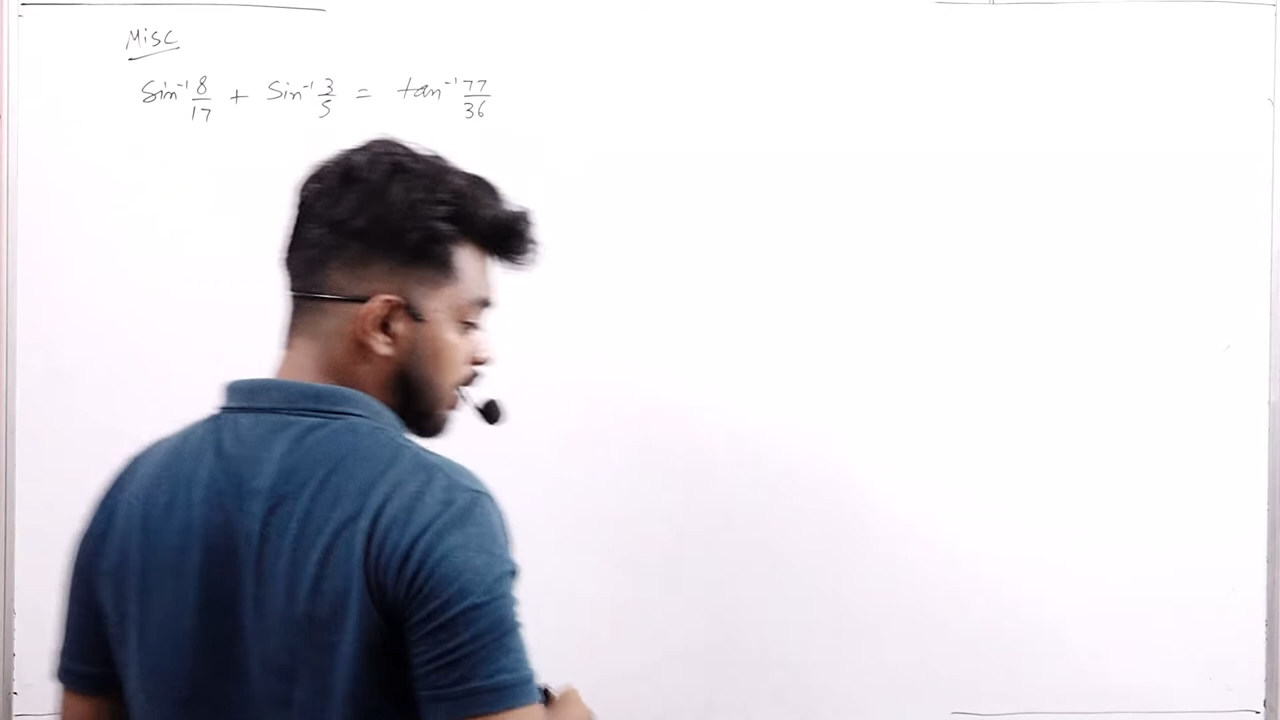 Misc
Sin⁻¹ 8/17 + Sin⁻¹ 3/5 = tan⁻¹ 77/36